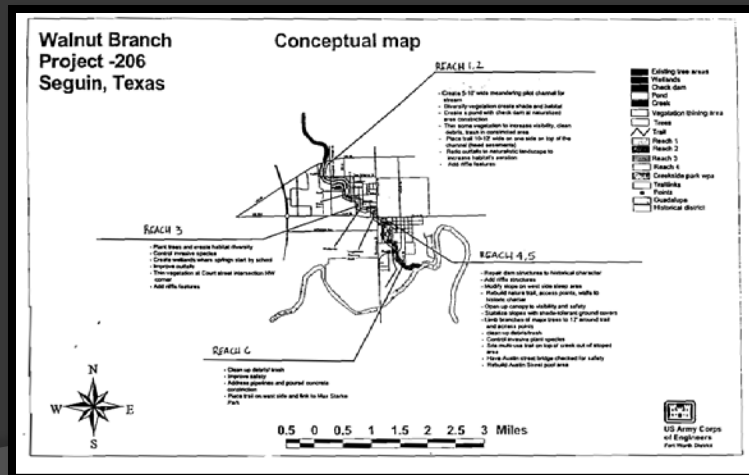 Walnut Branch
Project -206
Seguin, Texas
Conceptual map
REACH 1,2
- Create 5-10' wide meandering pilot channel for
stream
- Diversify vegetation create shade and habitat
- Create a pond with check dam at naturalized
area constriction
- Thin some vegetation to increase visibility, clean
debris, trash in constricted area
- Place trail 10-12' wide on one side on top of the
channel (head easements)
- Redo outfalls in naturalistic landscape to
increase habitat's aeration
- Add riffle features
Existing tree areas
Wetlands
Check dam
Pond
Creek
Vegetation thinning area
Trees
Trail
Reach 1
Reach 2
Reach 3
Reach 4
Creekside park wpa
Traillinks
Points
Guadalupe
Historical district
REACH 3
- Plant trees and create habitat diversity
- Control invasive species
- Create wetlands where springs start by school
- Improve outfalls
- Thin vegetation at Court street intersection NW
corner
- Add riffle features
REACH 4,5
- Repair dam structures to historical character
- Add riffle structures
- Modify slope on west side steep area
- Rebuild nature trail, access points, walls to
historic
- Open up canopy to visibility and safety
- Stabilize slopes with shade-tolerant ground covers
- Limb branches of major trees to 12' around trail
and access points
- clean up debris/trash
- Control invasive plant species
- Site multi use trail on top of creek out of sloped
area
- Have Austin street bridge checked for safety
- Rebuild Austin Street pool area
REACH 6
- Clean up debris/ trash
- Improve safety
- Address pipelines and poured concrete
constriction
- Place trail on west side and link to Max Starke
Park
N
W E
S
0.5 0 0.5 1 1.5 2 2.5 3 Miles
US Army Corps
of Engineers
Fort Worth District